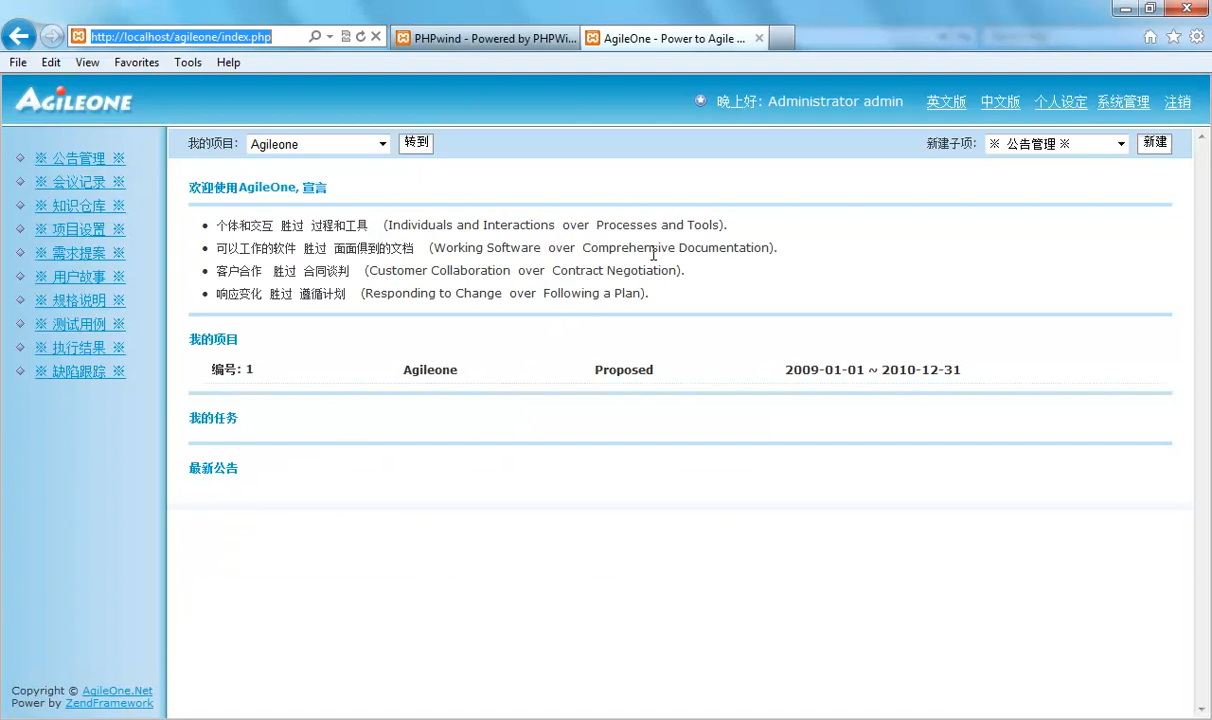 http://localhost/agileone/index.php
PHPwind - Powered by PHPWi...
AgileOne - Power to Agile ...
File Edit View Favorites Tools Help
AGILEONE
晚上好: Administrator admin 英文版 中文版 个人设定 系统管理 注销
我的项目: Agileone 转到 新建子项: ※ 公告管理 ※ 新建
※ 公告管理 ※
※ 会议记录 ※
※ 知识仓库 ※
※ 项目设置 ※
※ 需求提案 ※
※ 用户故事 ※
※ 规格说明 ※
※ 测试用例 ※
※ 执行结果 ※
※ 缺陷跟踪 ※
欢迎使用AgileOne, 宣言
• 个体和交互 胜过 过程和工具 (Individuals and Interactions over Processes and Tools).
• 可以工作的软件 胜过 面面俱到的文档 (Working Software over Comprehensive Documentation).
• 客户合作 胜过 合同谈判 (Customer Collaboration over Contract Negotiation).
• 响应变化 胜过 遵循计划 (Responding to Change over Following a Plan).
我的项目
编号: 1 Agileone Proposed 2009-01-01 ~ 2010-12-31
我的任务
最新公告
Copyright © AgileOne.Net
Power by ZendFramework